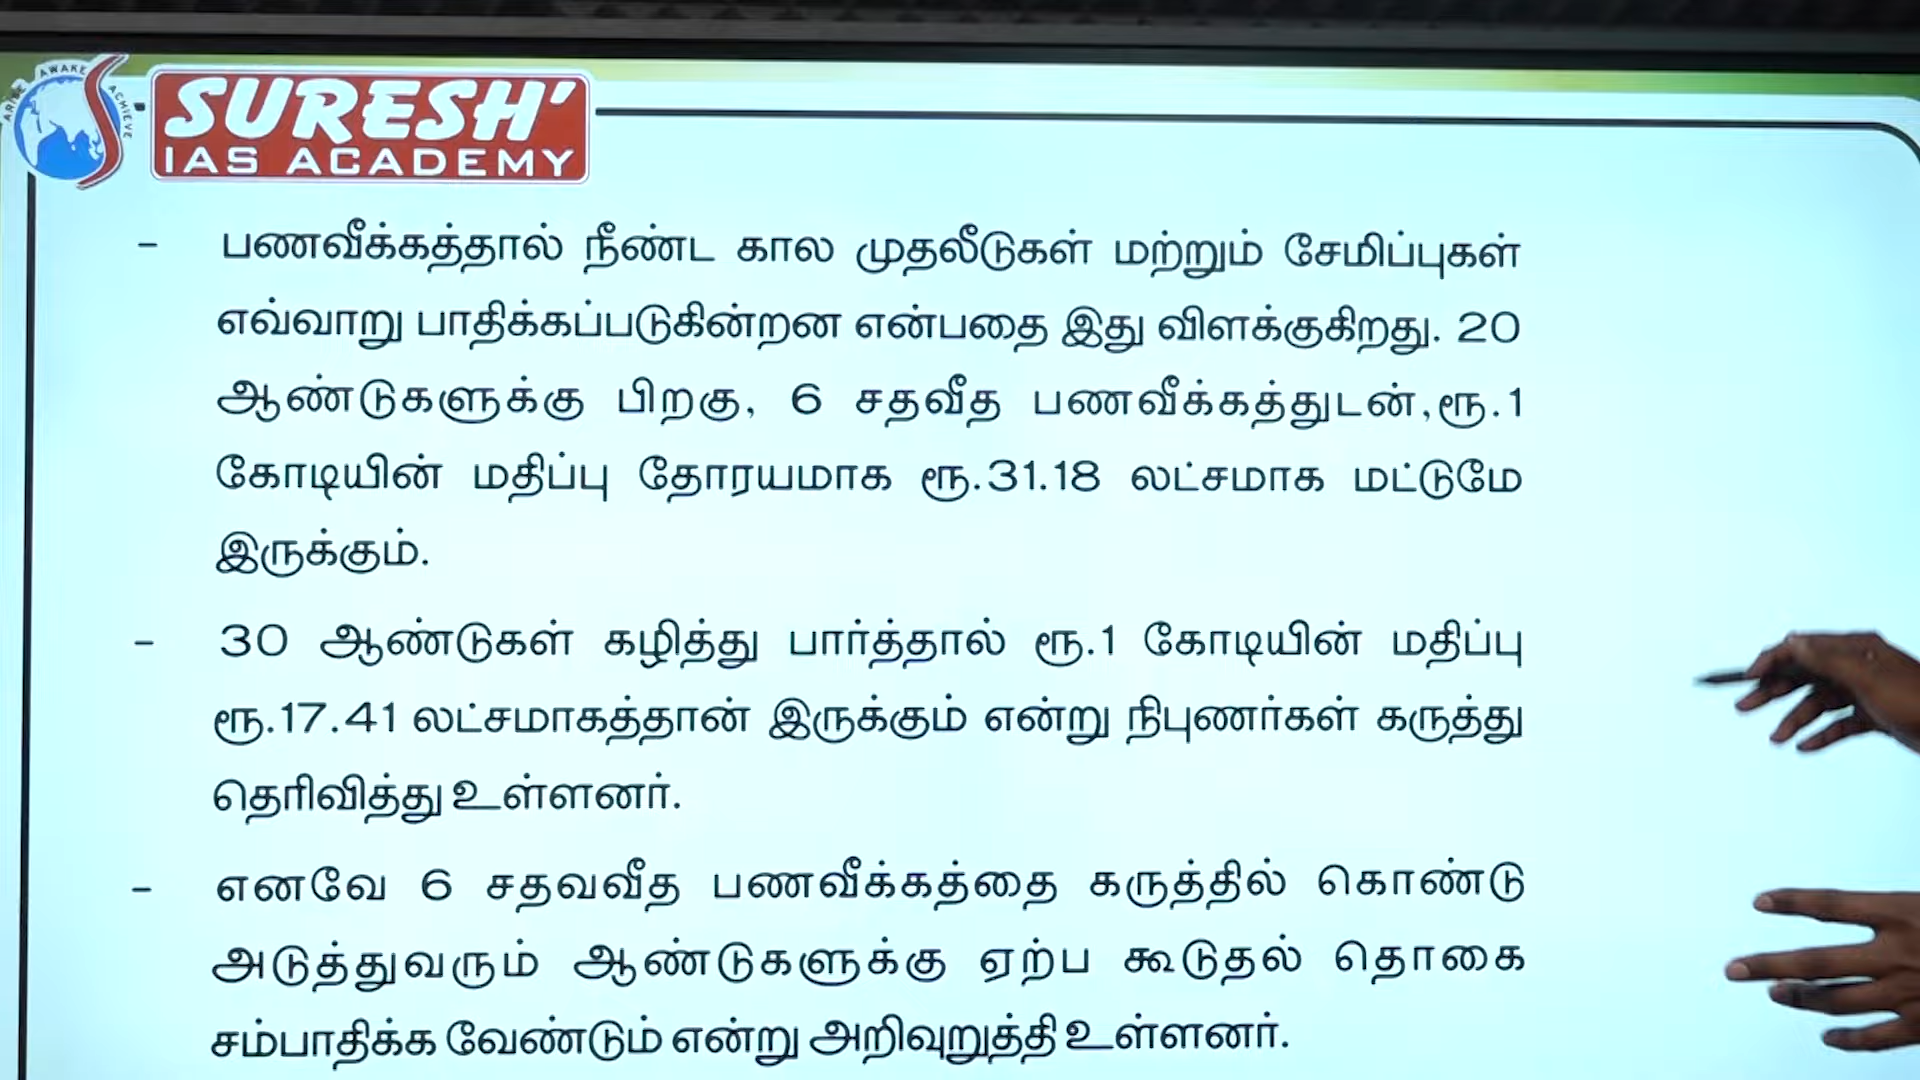 ARISE AWAKE ACHIEVE
SURESH'
IAS ACADEMY
- பணவீக்கத்தால் நீண்ட கால முதலீடுகள் மற்றும் சேமிப்புகள்
எவ்வாறு பாதிக்கப்படுகின்றன என்பதை இது விளக்குகிறது. 20
ஆண்டுகளுக்கு பிறகு, 6 சதவீத பணவீக்கத்துடன்,ரூ.1
கோடியின் மதிப்பு தோரயமாக ரூ.31.18 லட்சமாக மட்டுமே
இருக்கும்.
- 30 ஆண்டுகள் கழித்து பார்த்தால் ரூ.1 கோடியின் மதிப்பு
ரூ.17.41 லட்சமாகத்தான் இருக்கும் என்று நிபுணர்கள் கருத்து
தெரிவித்து உள்ளனர்.
- எனவே 6 சதவவீத பணவீக்கத்தை கருத்தில் கொண்டு
அடுத்துவரும் ஆண்டுகளுக்கு ஏற்ப கூடுதல் தொகை
சம்பாதிக்க வேண்டும் என்று அறிவுறுத்தி உள்ளனர்.